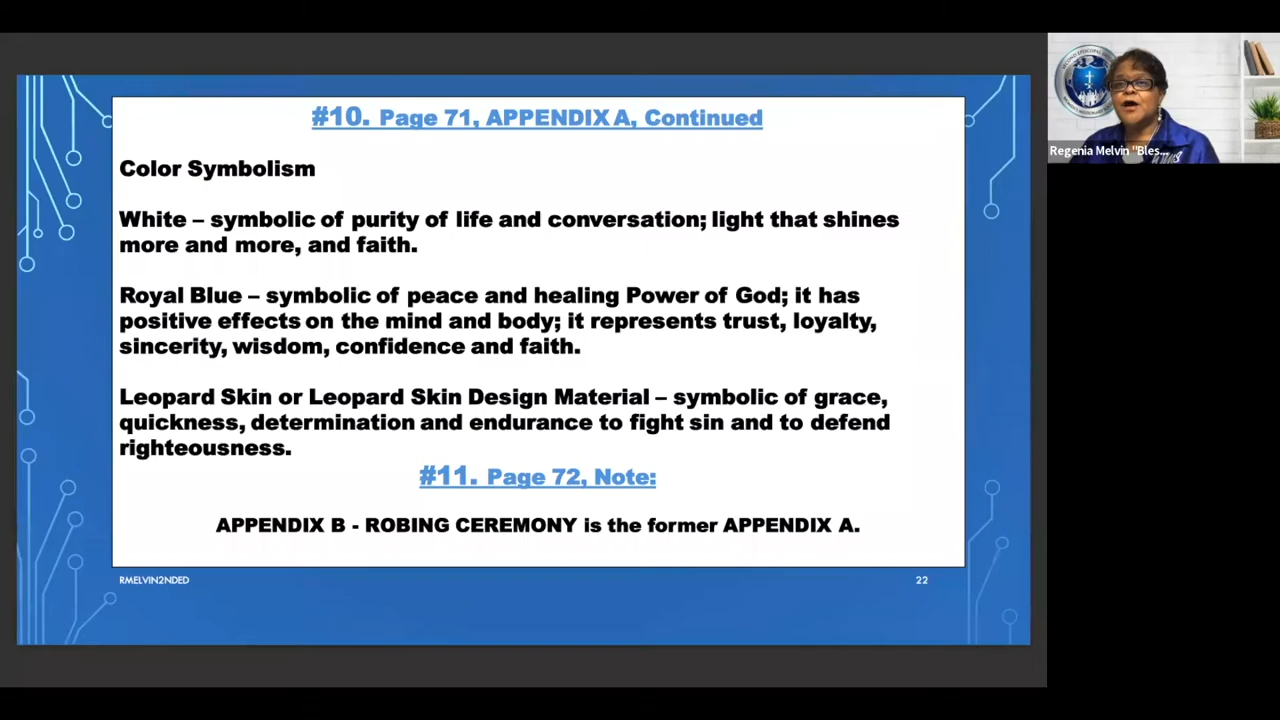 #10. Page 71, APPENDIX A, Continued
Color Symbolism
White – symbolic of purity of life and conversation; light that shines
more and more, and faith.
Royal Blue – symbolic of peace and healing Power of God; it has
positive effects on the mind and body; it represents trust, loyalty,
sincerity, wisdom, confidence and faith.
Leopard Skin or Leopard Skin Design Material – symbolic of grace,
quickness, determination and endurance to fight sin and to defend
righteousness.
#11. Page 72, Note:
APPENDIX B - ROBING CEREMONY is the former APPENDIX A.
RMELVIN2NDED
22
Regenia Melvin "Bles...